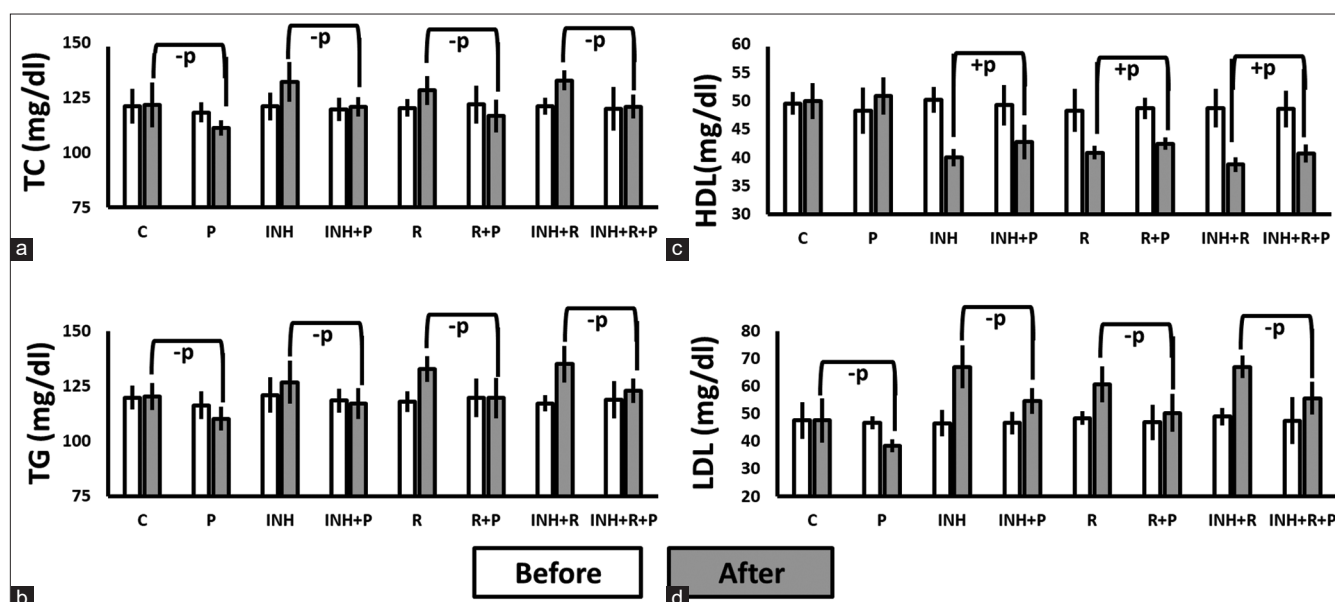 TC (mg/dl)
150
125
100
75
-p
-p
-p
-p
C P INH INH+P R R+P INH+R INH+R+P
a
HDL(mg/dl)
60
55
50
45
40
35
30
+p
+p
+p
C P INH INH+P R R+P INH+R INH+R+P
c
TG (mg/dl)
150
125
100
75
-p
-p
-p
-p
C P INH INH+P R R+P INH+R INH+R+P
b
LDL (mg/dl)
80
70
60
50
40
30
20
-p
-p
-p
-p
C P INH INH+P R R+P INH+R INH+R+P
d
Before
After